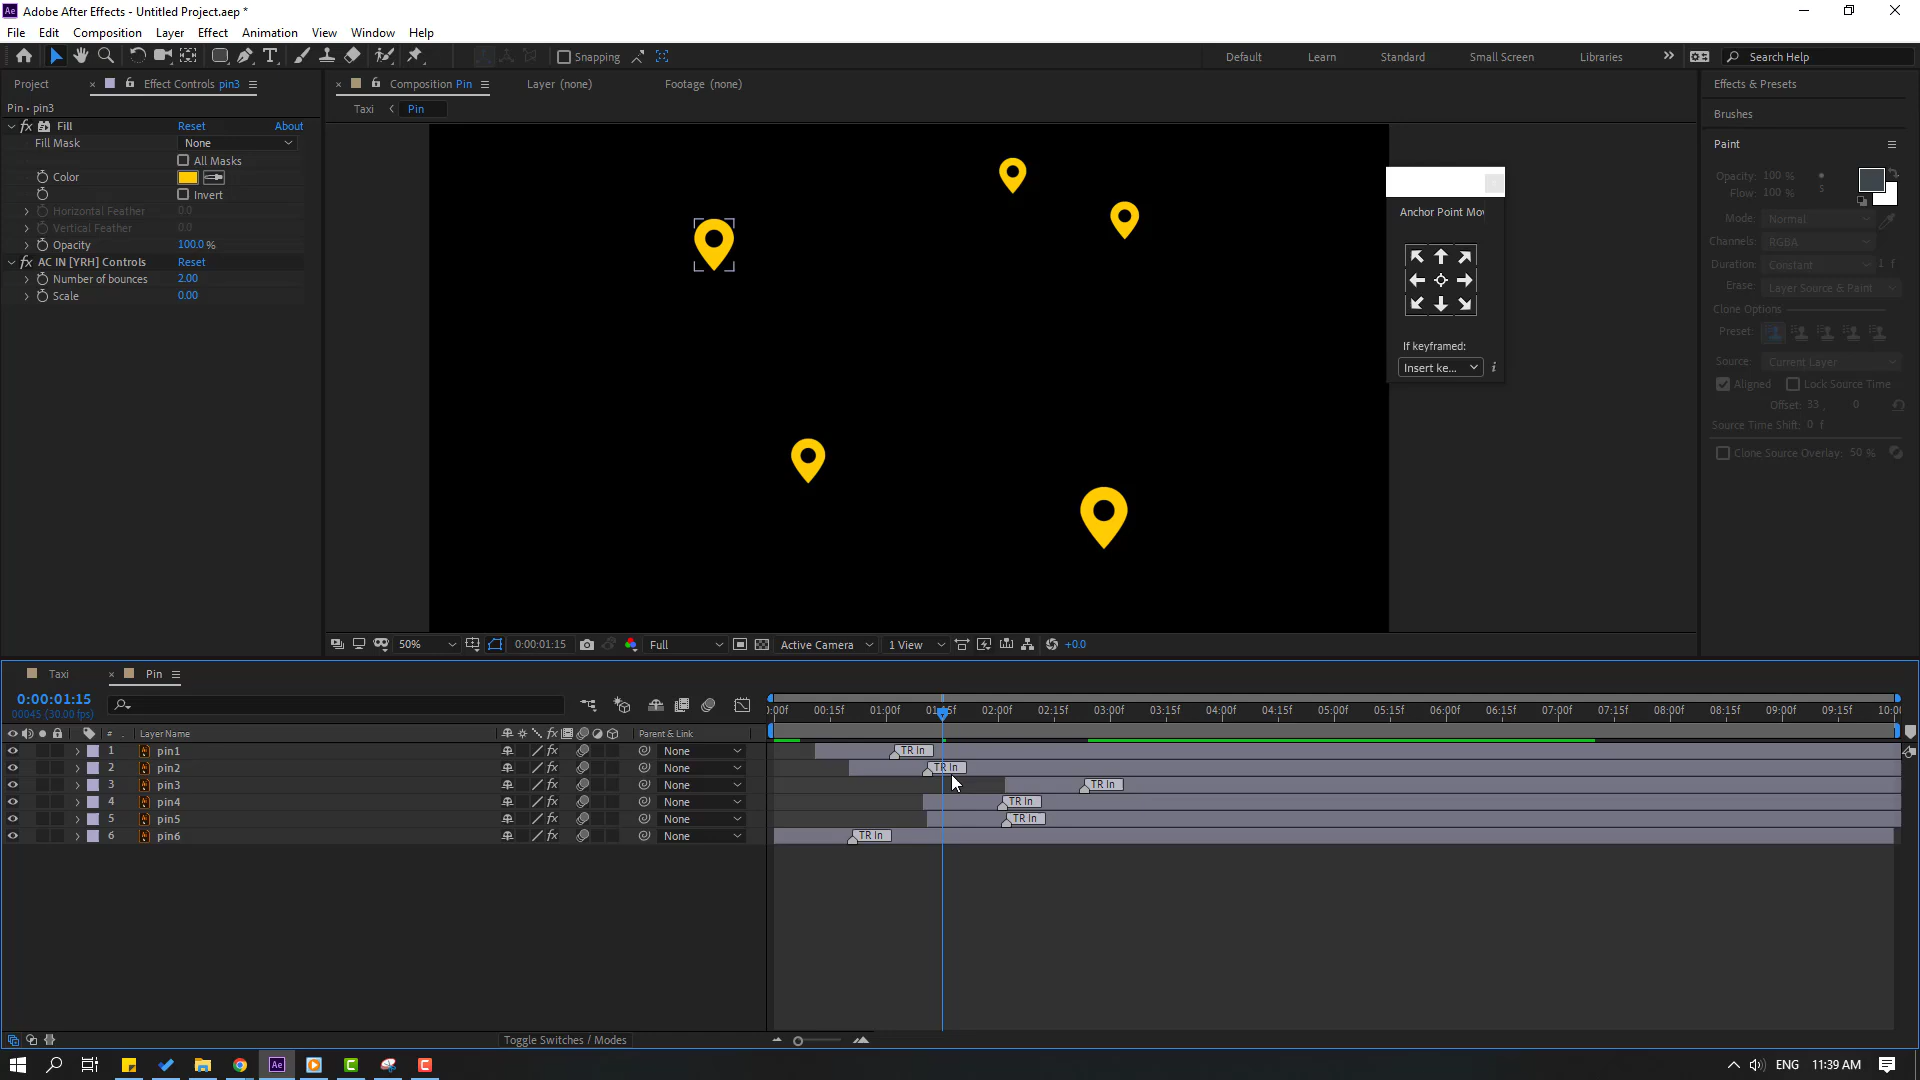 Adobe After Effects - Untitled Project.aep *
File Edit Composition Layer Effect Animation View Window Help
Snapping
Default Learn Standard Small Screen Libraries
Search Help
Project
Effect Controls pin3
Composition Pin
Layer (none)
Footage (none)
Effects & Presets
Pin • pin3
Taxi
Pin
Brushes
fx Fill Reset About
Fill Mask None
All Masks
Color
Invert
Horizontal Feather 0.0
Vertical Feather 0.0
Opacity 100.0 %
fx AC IN [YRH] Controls Reset
Number of bounces 2.00
Scale 0.00
Anchor Point Mo
If keyframed:
Insert ke...
i
Paint
Opacity: 100 %
Flow: 100 %
Mode: Normal
Channels: RGBA
Duration: Constant 1 f
Erase: Layer Source & Paint
Clone Options
Preset:
Source: Current Layer
Aligned Lock Source Time
Offset: 33 , 0
Source Time Shift: 0 f
Clone Source Overlay: 50 %
50% 0:00:01:15 Full Active Camera 1 View +0.0
Taxi
Pin
0:00:01:15
00045 (30.00 fps)
# . Layer Name fx Parent & Link
:00f 00:15f 01:00f 01:15f 02:00f 02:15f 03:00f 03:15f 04:00f 04:15f 05:00f 05:15f 06:00f 06:15f 07:00f 07:15f 08:00f 08:15f 09:00f 09:15f 10:0
1 pin1 fx None TR In
2 pin2 fx None TR In
3 pin3 fx None TR In
4 pin4 fx None TR In
5 pin5 fx None TR In
6 pin6 fx None TR In
Toggle Switches / Modes
ENG
11:39 AM